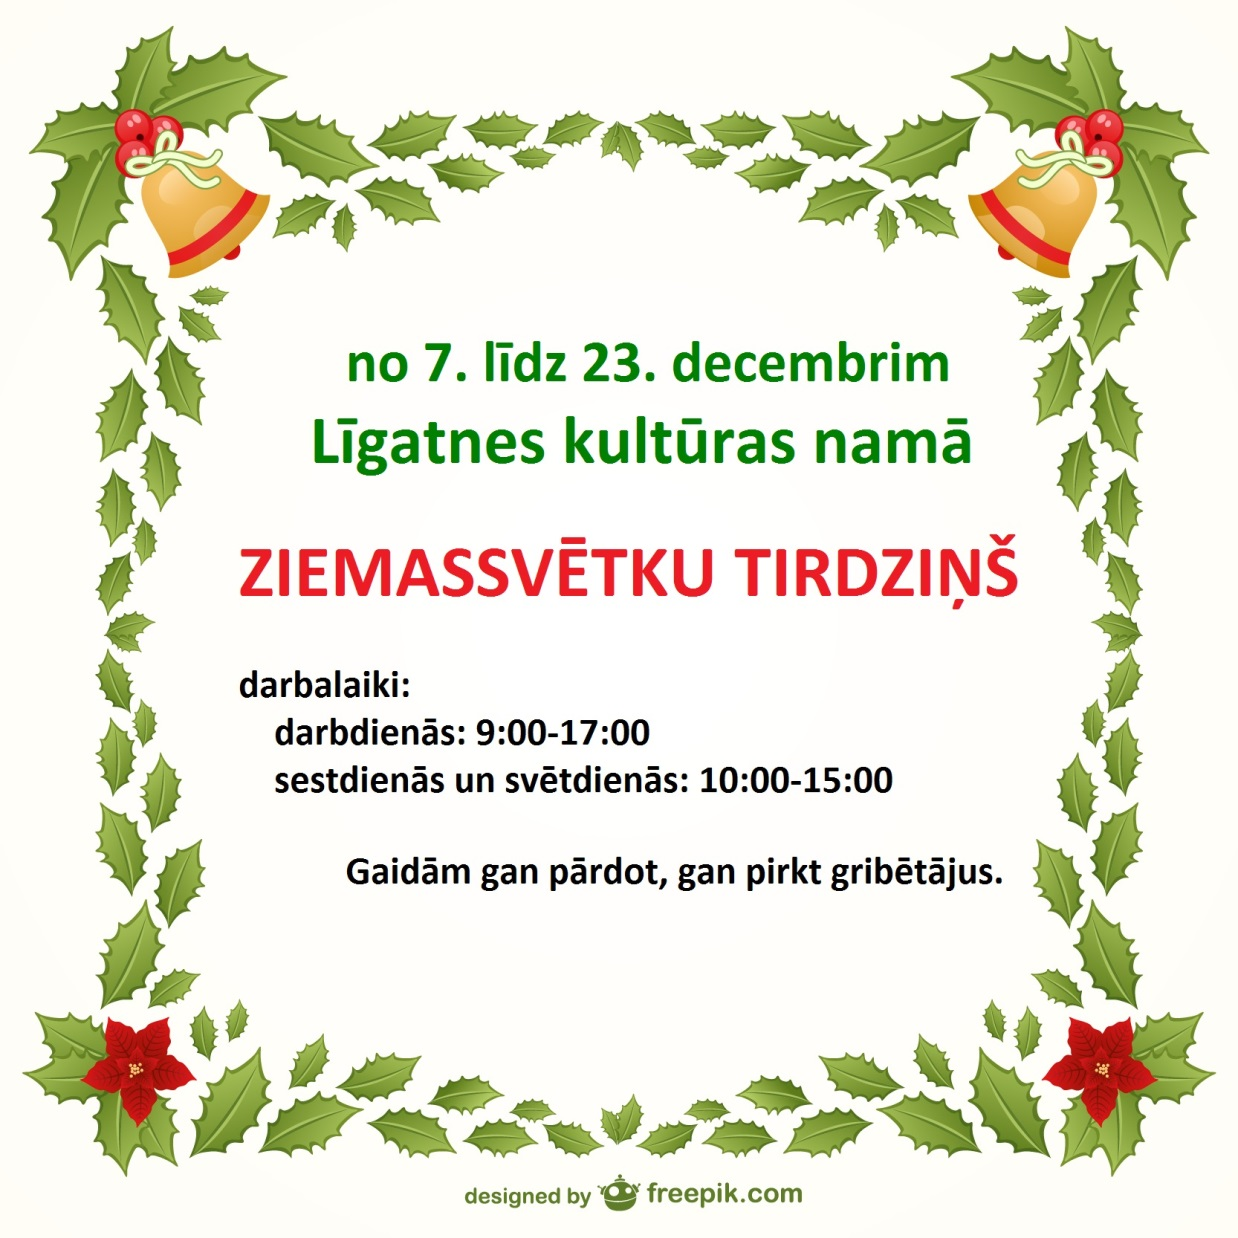 no 7. līdz 23. decembrim
Līgatnes kultūras namā
ZIEMASSVĒTKU TIRDZIŅŠ
darbalaiki:
darbdienās: 9:00-17:00
sestdienās un svētdienās: 10:00-15:00
Gaidām gan pārdot, gan pirkt gribētājus.
designed by freepik.com